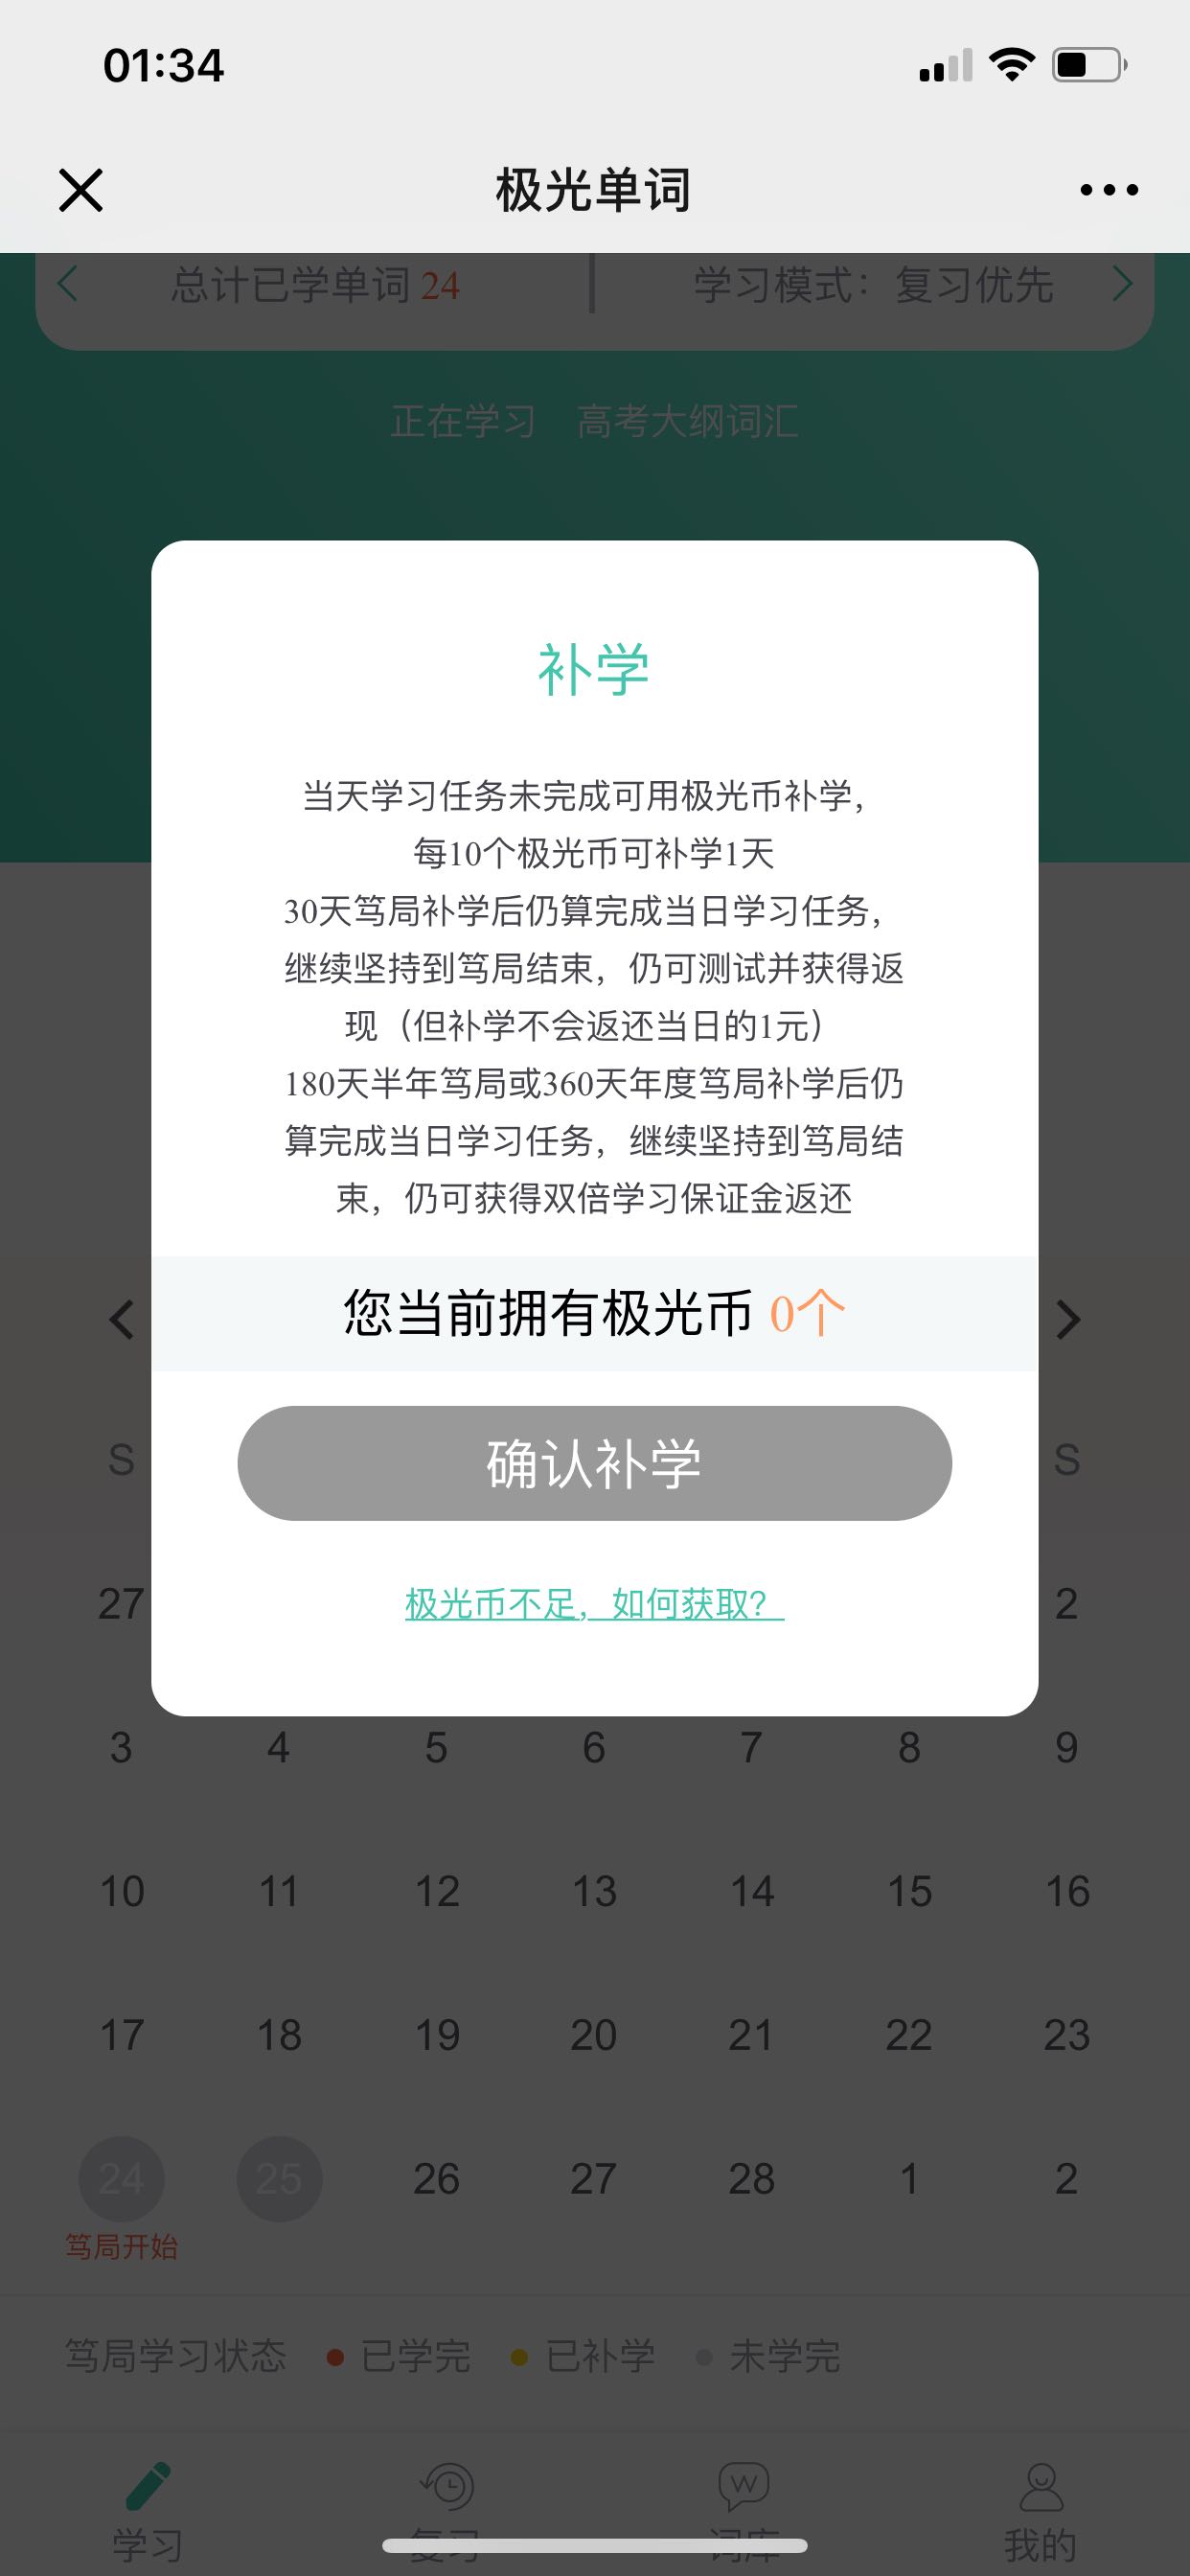 01:34
极光单词
总计已学单词 24
学习模式：复习优先
正在学习 高考大纲词汇
补学
当天学习任务未完成可用极光币补学，
每10个极光币可补学1天
30天笃局补学后仍算完成当日学习任务，
继续坚持到笃局结束，仍可测试并获得返
现（但补学不会返还当日的1元）
180天半年笃局或360天年度笃局补学后仍
算完成当日学习任务，继续坚持到笃局结
束，仍可获得双倍学习保证金返还
您当前拥有极光币 0个
S S
确认补学
27 2
极光币不足，如何获取？
3 4 5 6 7 8 9
10 11 12 13 14 15 16
17 18 19 20 21 22 23
24 25 26 27 28 1 2
笃局开始
笃局学习状态 已学完 已补学 未学完
学习 复习 词库 我的